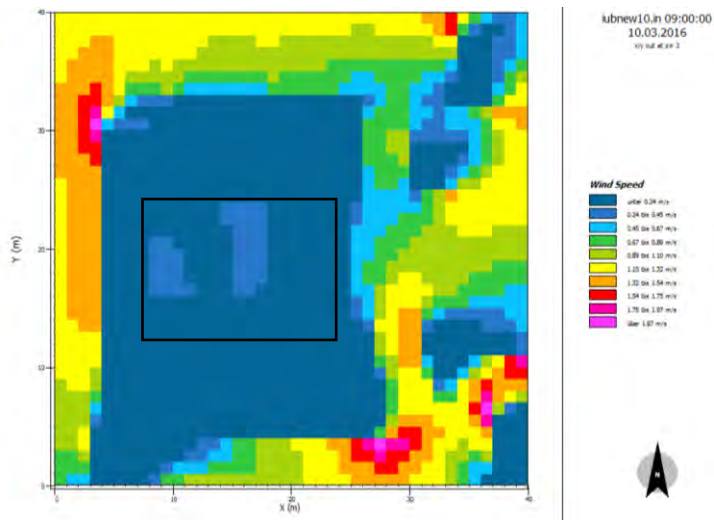 iubnew10.in 09:00:00
10.03.2016
x/y cut at z= 3
Wind Speed
unter 0.24 m/s
0.24 bis 0.45 m/s
0.45 bis 0.67 m/s
0.67 bis 0.89 m/s
0.89 bis 1.10 m/s
1.10 bis 1.32 m/s
1.32 bis 1.54 m/s
1.54 bis 1.75 m/s
1.75 bis 1.97 m/s
über 1.97 m/s
N
Y (m)
40
30
20
10
0
0 10 20 30 40
X (m)